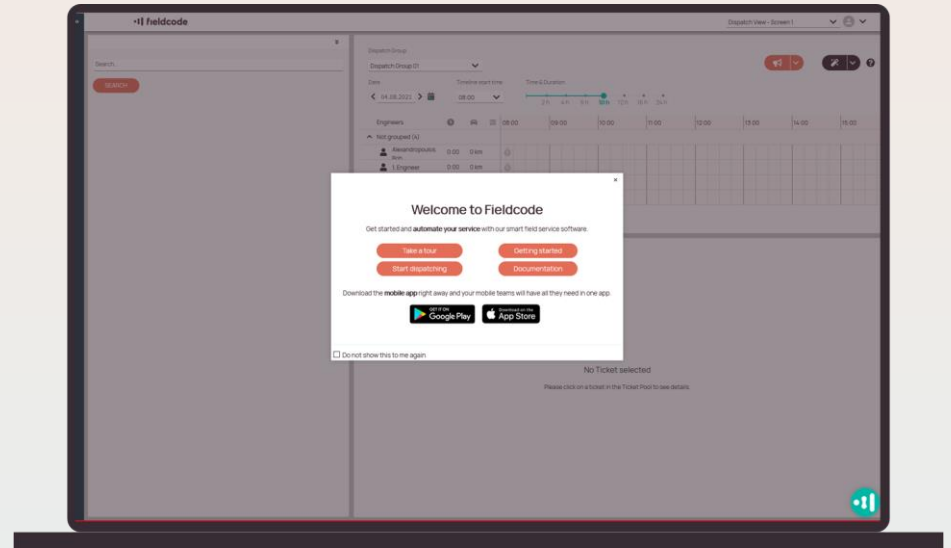 fieldcode
Dispatch View - Screen 1
Search...
SEARCH
Dispatch Group
Dispatch Group 01
Date
Timeline start time
Time & Duration
14.08.2021
08:00
2 h 4 h 8 h 10 h 12 h 16 h 24 h
Engineers
08:00 09:00 10:00 11:00 12:00 13:00 14:00 15:00
Not grouped (4)
Alexandropoulos
0:00 0 km
1, Engineer
0:00 0 km
Welcome to Fieldcode
Get started and automate your service with our smart field service software.
Take a tour
Getting started
Start dispatching
Documentation
Download the mobile app right away and your mobile teams will have all they need in one app.
GET IT ON
Google Play
Download on the
App Store
Do not show this to me again
No Ticket selected
Please click on a ticket in the Ticket Pool to see details.